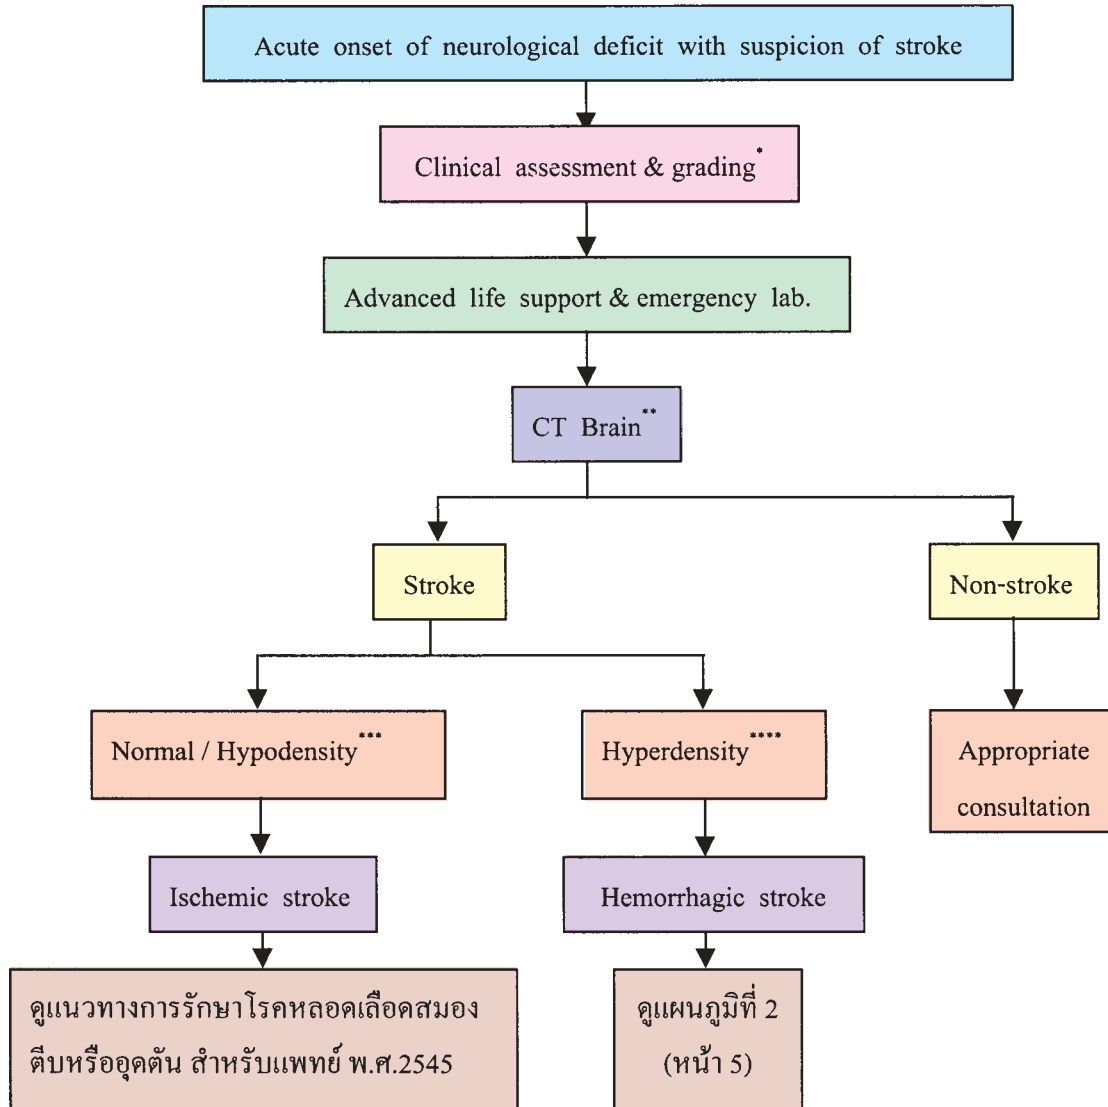 Acute onset of neurological deficit with suspicion of stroke
Clinical assessment & grading*
Advanced life support & emergency lab.
CT Brain**
Stroke
Non-stroke
Normal / Hypodensity***
Hyperdensity****
Appropriate
consultation
Ischemic stroke
Hemorrhagic stroke
ดูแนวทางการรักษาโรคหลอดเลือดสมอง
ตีบหรืออุดตัน สำหรับแพทย์ พ.ศ.2545
ดูแผนภูมิที่ 2
(หน้า 5)